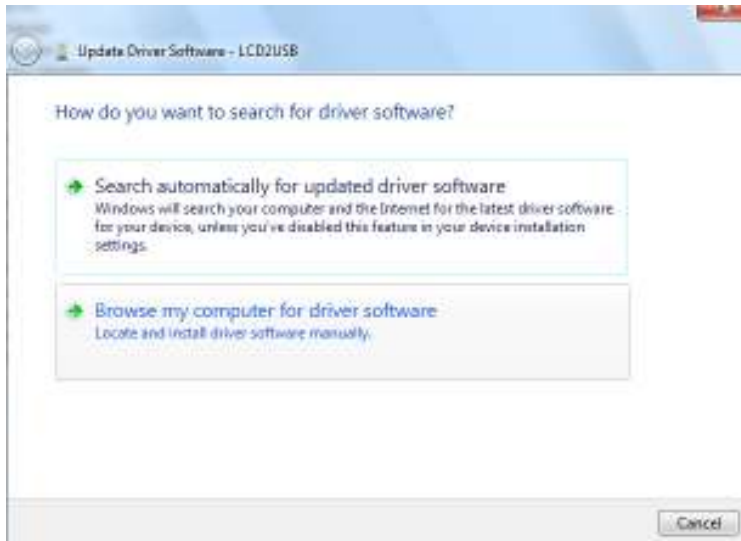 Update Driver Software - LCD2USB
How do you want to search for driver software?
Search automatically for updated driver software
Windows will search your computer and the Internet for the latest driver software
for your device, unless you've disabled this feature in your device installation
settings.
Browse my computer for driver software
Locate and install driver software manually.
Cancel